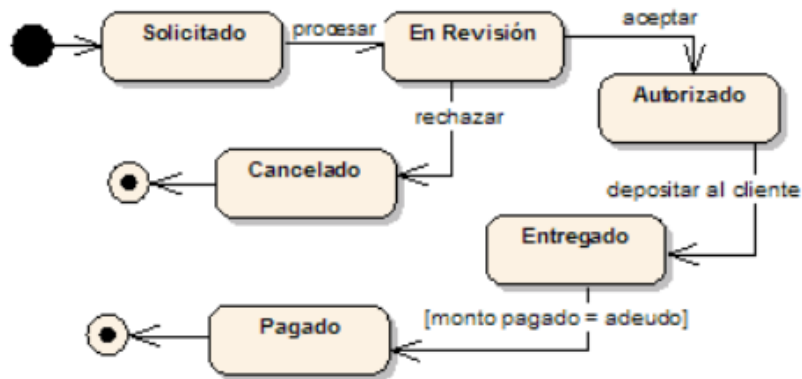 Solicitado
procesar
En Revisión
aceptar
Autorizado
rechazar
Cancelado
depositar al cliente
Entregado
[monto pagado = adeudo]
Pagado